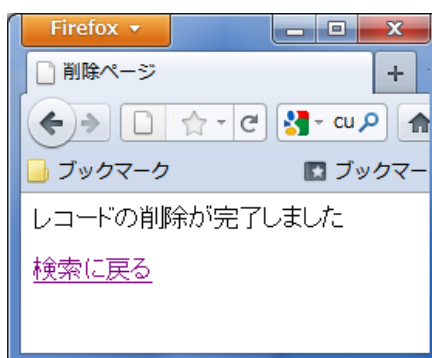 Firefox
削除ページ
cu
ブックマーク
ブックマー
レコードの削除が完了しました
検索に戻る